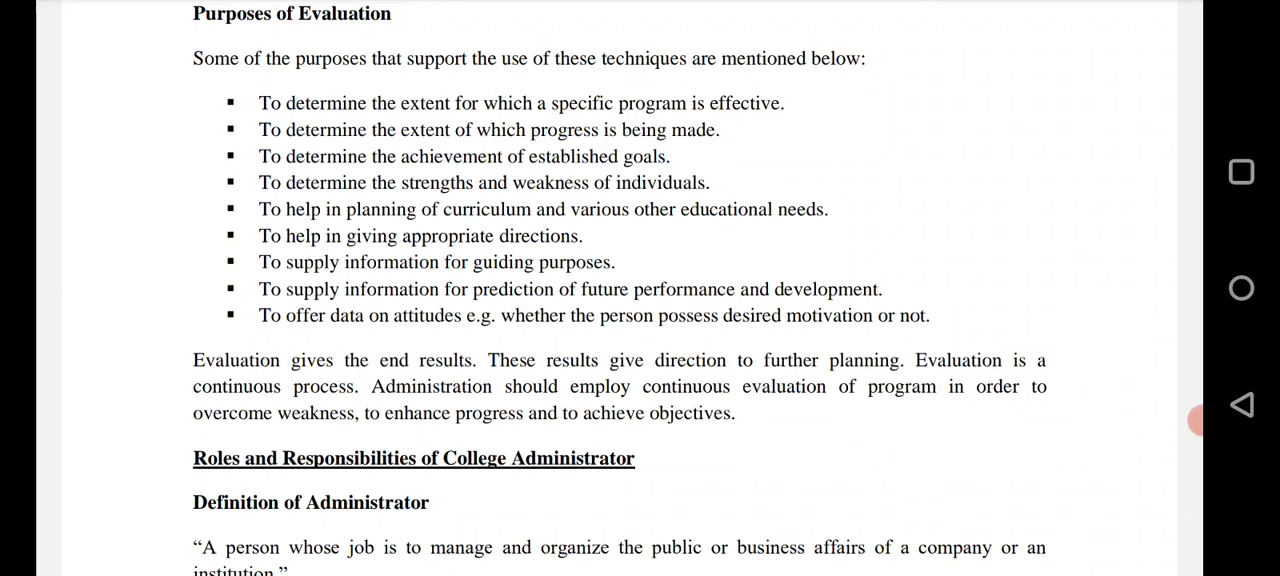 Purposes of Evaluation
Some of the purposes that support the use of these techniques are mentioned below:
▪ To determine the extent for which a specific program is effective.
▪ To determine the extent of which progress is being made.
▪ To determine the achievement of established goals.
▪ To determine the strengths and weakness of individuals.
▪ To help in planning of curriculum and various other educational needs.
▪ To help in giving appropriate directions.
▪ To supply information for guiding purposes.
▪ To supply information for prediction of future performance and development.
▪ To offer data on attitudes e.g. whether the person possess desired motivation or not.
Evaluation gives the end results. These results give direction to further planning. Evaluation is a
continuous process. Administration should employ continuous evaluation of program in order to
overcome weakness, to enhance progress and to achieve objectives.
Roles and Responsibilities of College Administrator
Definition of Administrator
“A person whose job is to manage and organize the public or business affairs of a company or an
institution.”